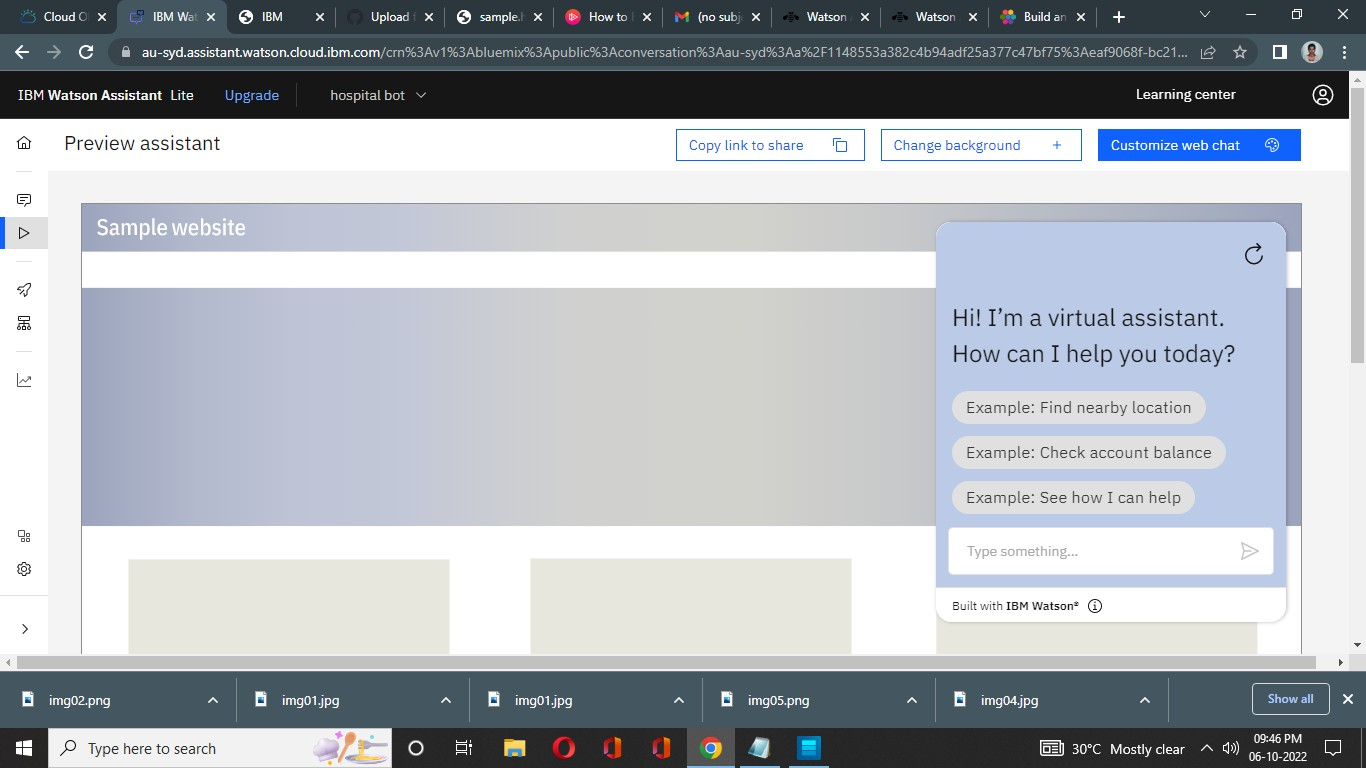 Cloud O
IBM Wat
IBM
Upload f
sample.h
How to
(no subj
Watson
Watson
Build an
au-syd.assistant.watson.cloud.ibm.com/crn%3Av1%3Abluemix%3Apublic%3Aconversation%3Aau-syd%3Aa%2F1148553a382c4b94adf25a377c47bf75%3Aeaf9068f-bc21...
IBM Watson Assistant Lite
Upgrade
hospital bot
Learning center
Preview assistant
Copy link to share
Change background +
Customize web chat
Sample website
Hi! I'm a virtual assistant.
How can I help you today?
Example: Find nearby location
Example: Check account balance
Example: See how I can help
Type something...
Built with IBM Watson®
img02.png
img01.jpg
img01.jpg
img05.png
img04.jpg
Show all
Type here to search
30°C Mostly clear
09:46 PM
06-10-2022